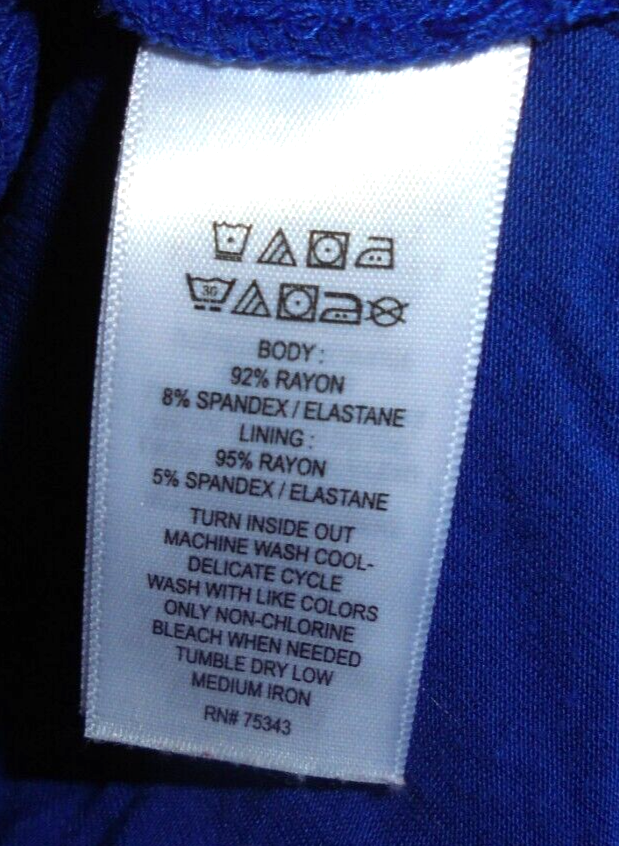 30
BODY :
92% RAYON
8% SPANDEX / ELASTANE
LINING :
95% RAYON
5% SPANDEX / ELASTANE
TURN INSIDE OUT
MACHINE WASH COOL-
DELICATE CYCLE
WASH WITH LIKE COLORS
ONLY NON-CHLORINE
BLEACH WHEN NEEDED
TUMBLE DRY LOW
MEDIUM IRON
RN# 75343